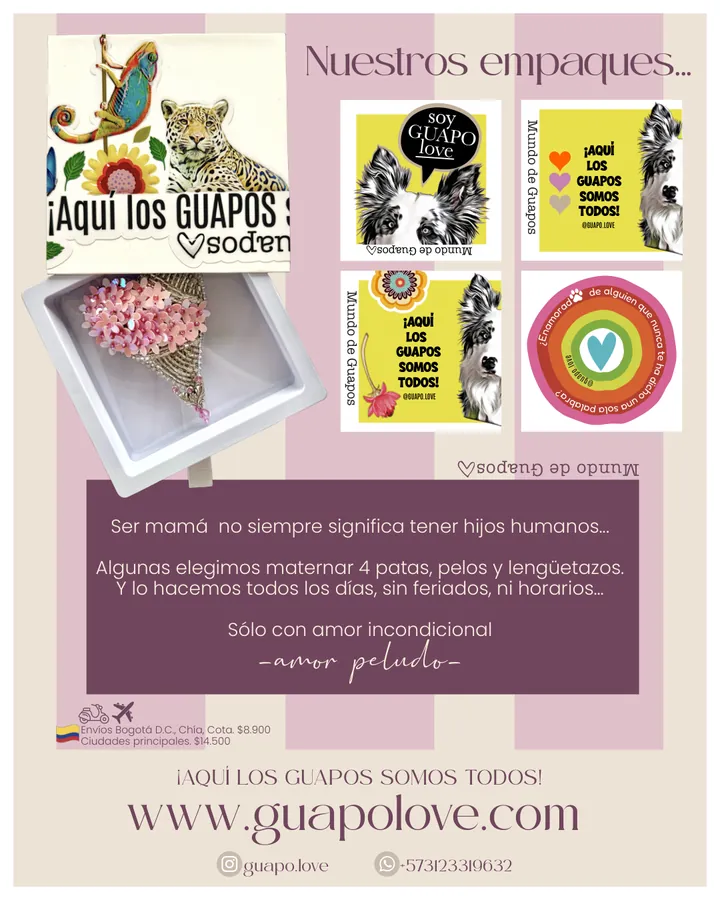 Nuestros empaques...
¡Aquí los GUAPOS s
♡sodapn
soy
GUAPO
love
Mundo de Guapos♡
Mundo de Guapos
¡AQUÍ
LOS
GUAPOS
SOMOS
TODOS!
@GUAPO.LOVE
Mundo de Guapos
¡AQUÍ
LOS
GUAPOS
SOMOS
TODOS!
@GUAPO.LOVE
¿Enamorad de alguien que nunca te ha dicho una sola palabra?
@guapo.love
Mundo de Guapos♡
Ser mamá no siempre significa tener hijos humanos...
Algunas elegimos maternar 4 patas, pelos y lengüetazos.
Y lo hacemos todos los días, sin feriados, ni horarios...
Sólo con amor incondicional
-amor peludo-
Envíos Bogotá D.C., Chía, Cota. $8.900
Ciudades principales. $14.500
¡AQUÍ LOS GUAPOS SOMOS TODOS!
www.guapolove.com
guapo.love
+573123319632